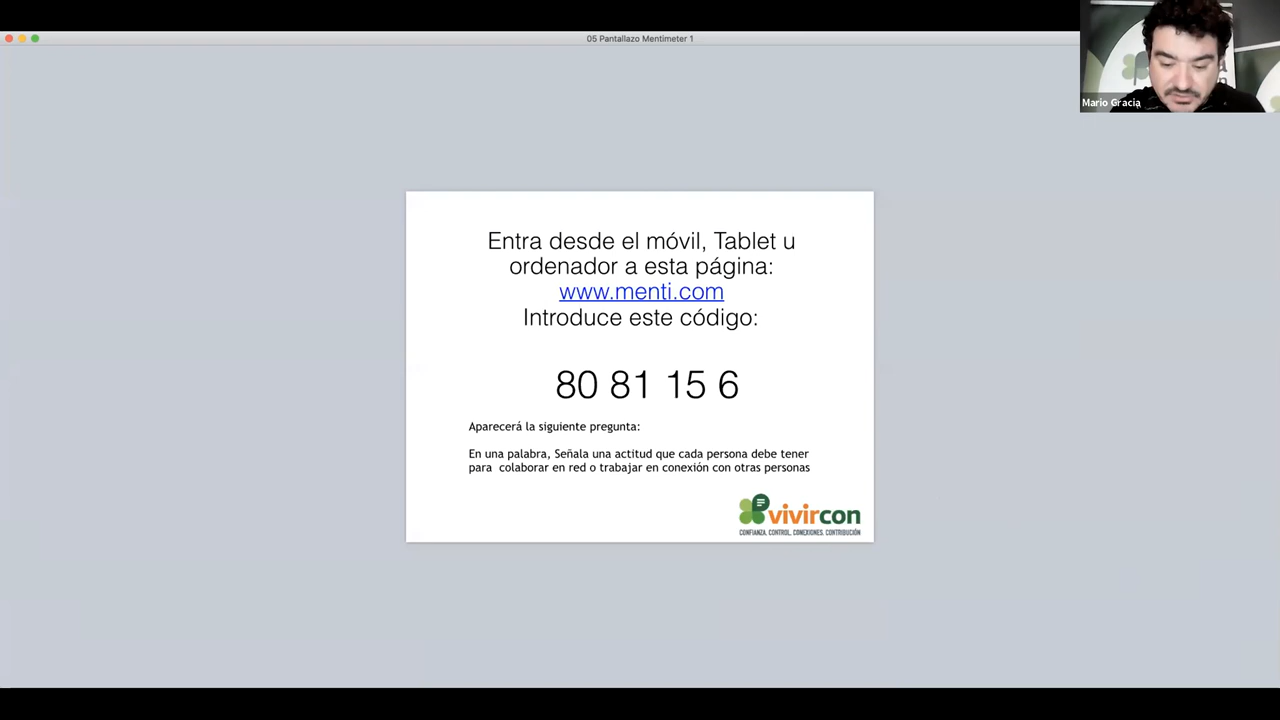 05 Pantallazo Mentimeter 1
Mario Gracia
Entra desde el móvil, Tablet u
ordenador a esta página:
www.menti.com
Introduce este código:
80 81 15 6
Aparecerá la siguiente pregunta:
En una palabra, Señala una actitud que cada persona debe tener
para colaborar en red o trabajar en conexión con otras personas
vivircon
CONFIANZA, CONTROL, CONEXIONES, CONTRIBUCIÓN